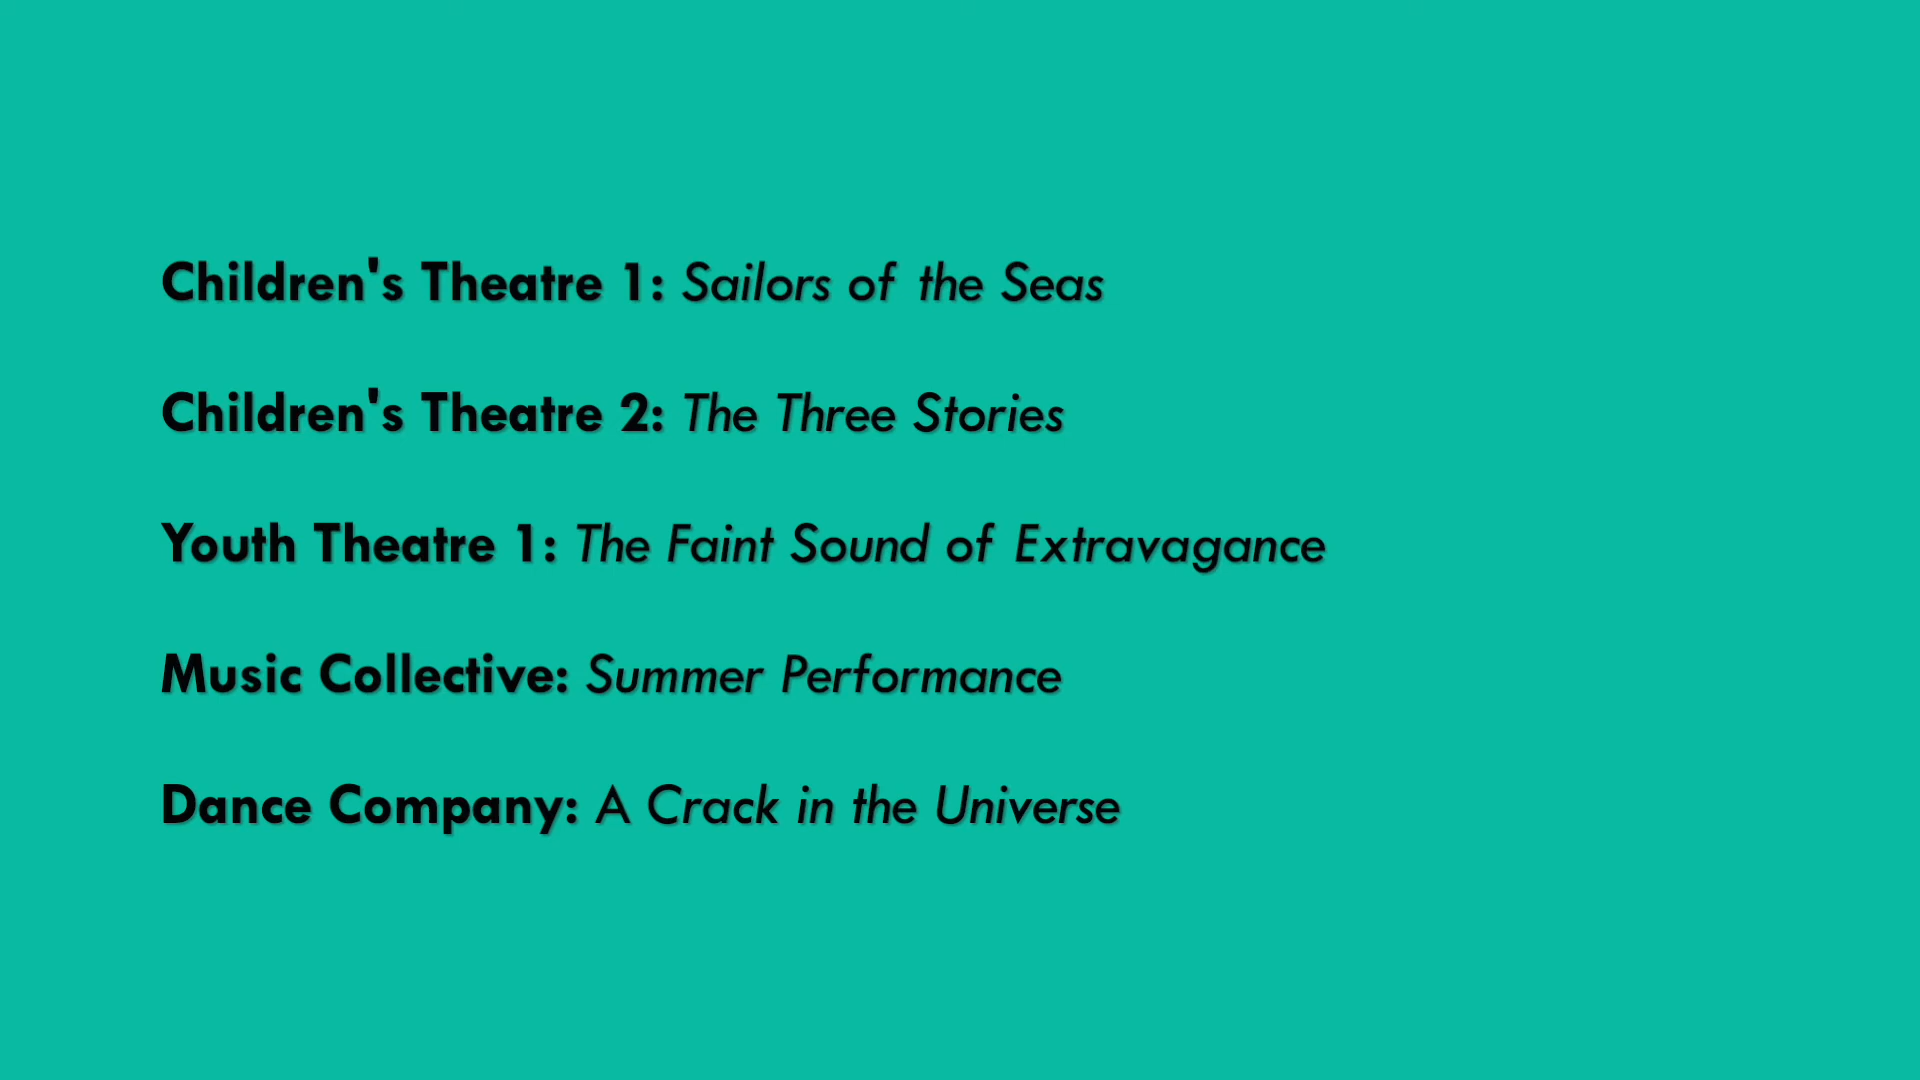 Children's Theatre 1: Sailors of the Seas
Children's Theatre 2: The Three Stories
Youth Theatre 1: The Faint Sound of Extravagance
Music Collective: Summer Performance
Dance Company: A Crack in the Universe